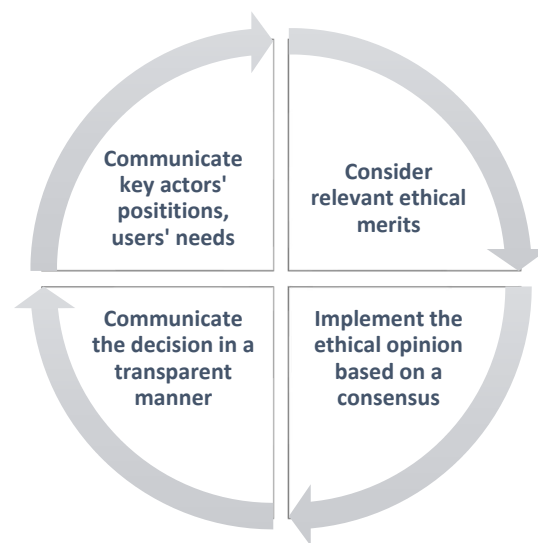 Communicate
key actors'
posititions,
users' needs
Consider
relevant ethical
merits
Communicate
the decision in a
transparent
manner
Implement the
ethical opinion
based on a
consensus